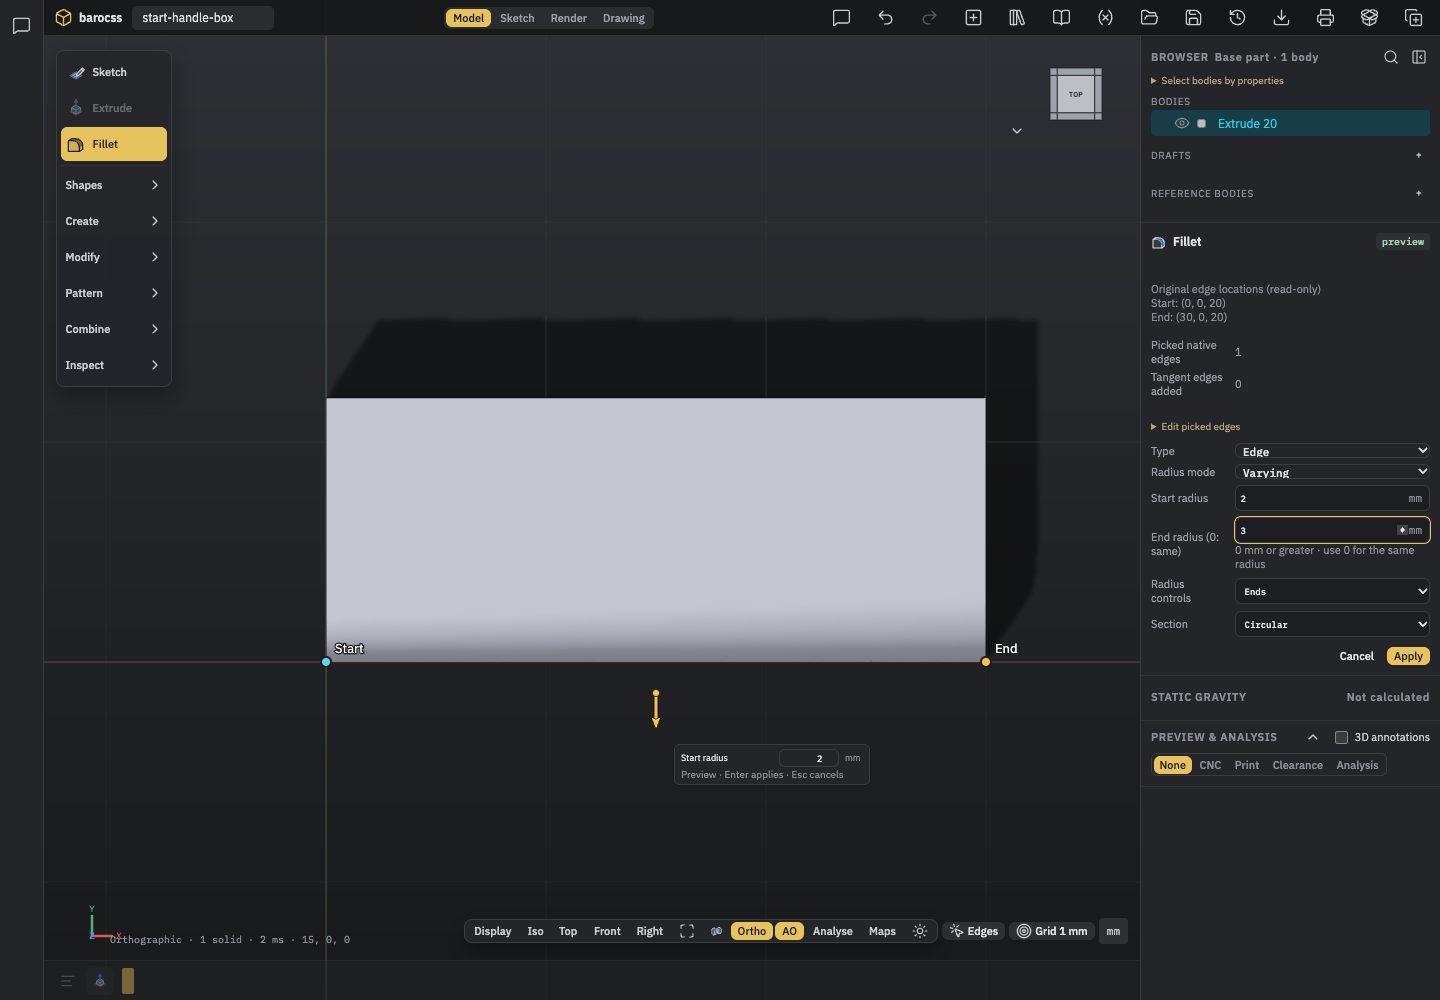 barocss
start-handle-box
Model
Sketch
Render
Drawing
Sketch
Extrude
Fillet
Shapes
Create
Modify
Pattern
Combine
Inspect
TOP
Start
End
Start radius 2 mm
Preview · Enter applies · Esc cancels
Y
X
Z
Orthographic · 1 solid · 2 ms · 15, 0, 0
Display
Iso
Top
Front
Right
Ortho
AO
Analyse
Maps
Edges
Grid 1 mm
mm
BROWSER Base part · 1 body
Select bodies by properties
BODIES
Extrude 20
DRAFTS
+
REFERENCE BODIES
+
Fillet
preview
Original edge locations (read-only)
Start: (0, 0, 20)
End: (30, 0, 20)
Picked native
edges
1
Tangent edges
added
0
Edit picked edges
Type
Edge
Radius mode
Varying
Start radius
2 mm
End radius (0:
same)
3 mm
0 mm or greater · use 0 for the same
radius
Radius
controls
Ends
Section
Circular
Cancel
Apply
STATIC GRAVITY
Not calculated
PREVIEW & ANALYSIS
3D annotations
None
CNC
Print
Clearance
Analysis